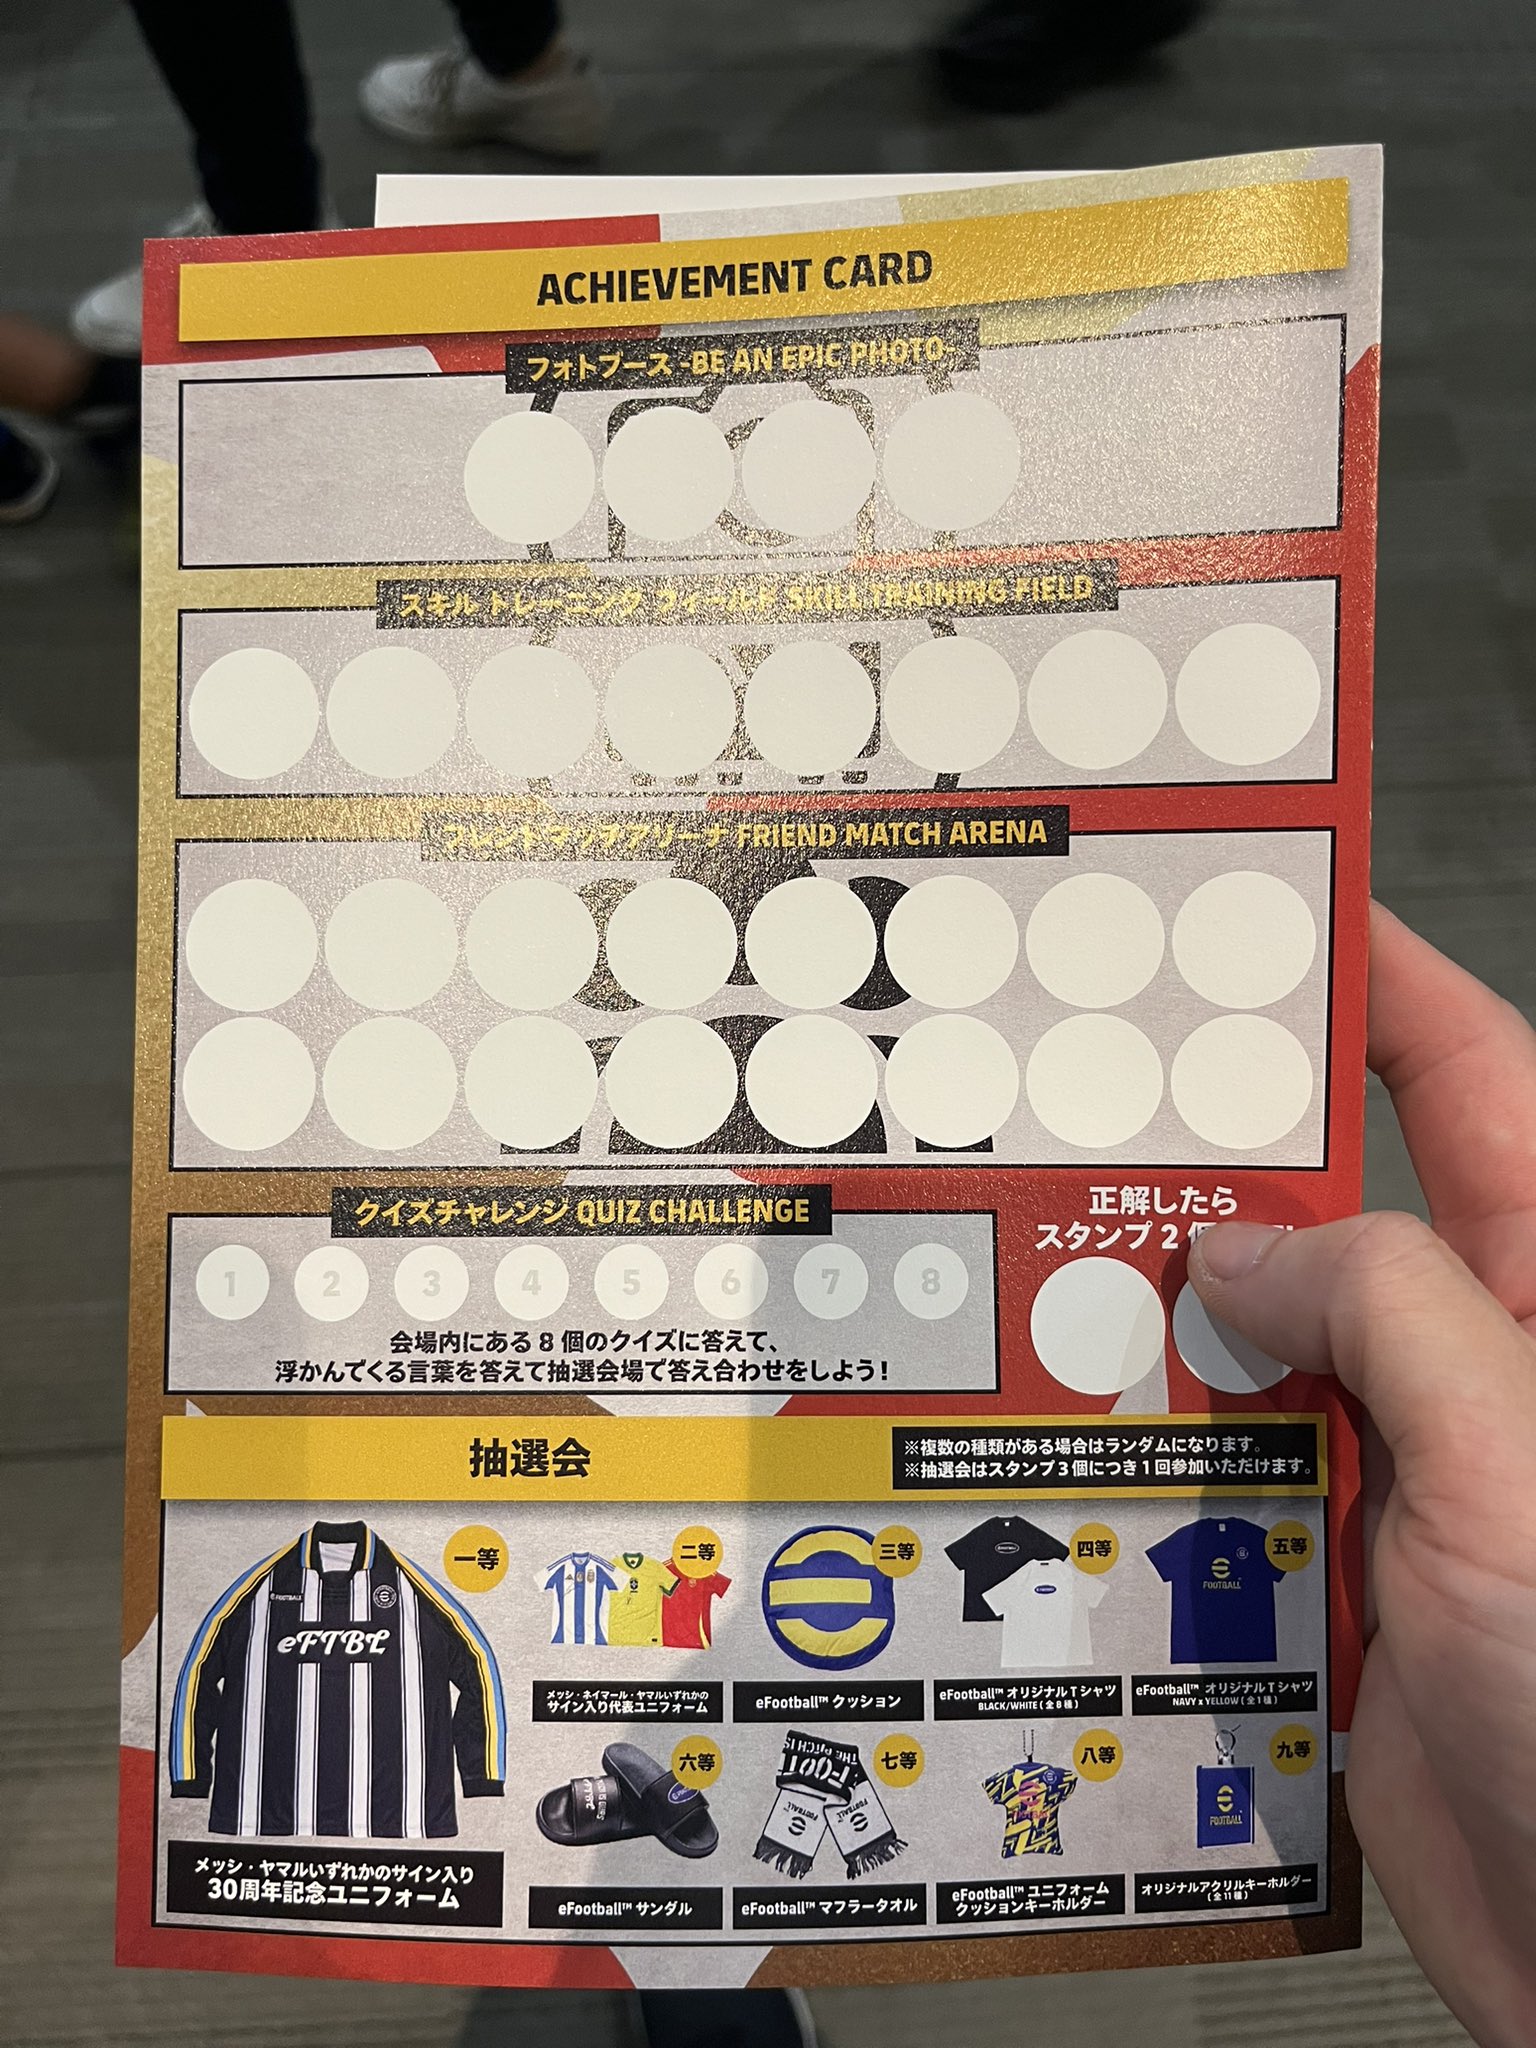 ACHIEVEMENT CARD
フォトブース -BE AN EPIC PHOTO-
スキル トレーニング フィールド SKILL TRAINING FIELD
フレンドマッチアリーナ FRIEND MATCH ARENA
クイズチャレンジ QUIZ CHALLENGE
1 2 3 4 5 6 7 8
会場内にある8個のクイズに答えて、
浮かんでくる言葉を答えて抽選会場で答え合わせをしよう!
正解したら
スタンプ2個
抽選会
※複数の種類がある場合はランダムになります。
※抽選会はスタンプ3個につき1回参加いただけます。
一等
eFOOTBALL
eFTBL
メッシ・ヤマルいずれかのサイン入り
30周年記念ユニフォーム
二等
メッシ・ネイマール・ヤマルいずれかの
サイン入り代表ユニフォーム
三等
eFootball™ クッション
四等
eFootball™ オリジナルTシャツ
BLACK/WHITE(全8種)
五等
FOOTBALL
eFootball™ オリジナルTシャツ
NAVY x YELLOW(全1種)
六等
eFootball™ サンダル
七等
THE PITCH IS
FOOT
FOOTBALL
eFootball™ マフラータオル
八等
eFootball™ ユニフォーム
クッションキーホルダー
九等
FOOTBALL
オリジナルアクリルキーホルダー
(全11種)